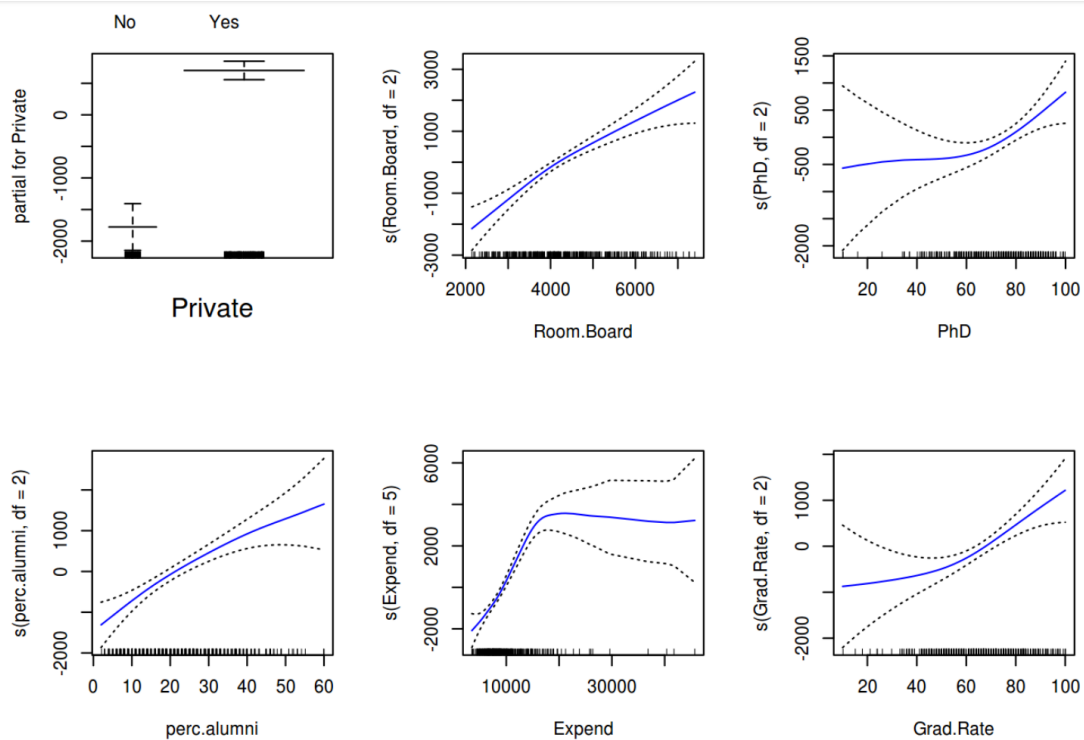 No Yes
partial for Private
0
-1000
-2000
Private
s(Room.Board, df = 2)
3000
1000
-1000
-3000
2000 4000 6000
Room.Board
s(PhD, df = 2)
1500
500
-500
-2000
20 40 60 80 100
PhD
s(perc.alumni, df = 2)
1000
0
-2000
0 10 20 30 40 50 60
perc.alumni
s(Expend, df = 5)
6000
2000
-2000
10000 30000
Expend
s(Grad.Rate, df = 2)
1000
0
-2000
20 40 60 80 100
Grad.Rate